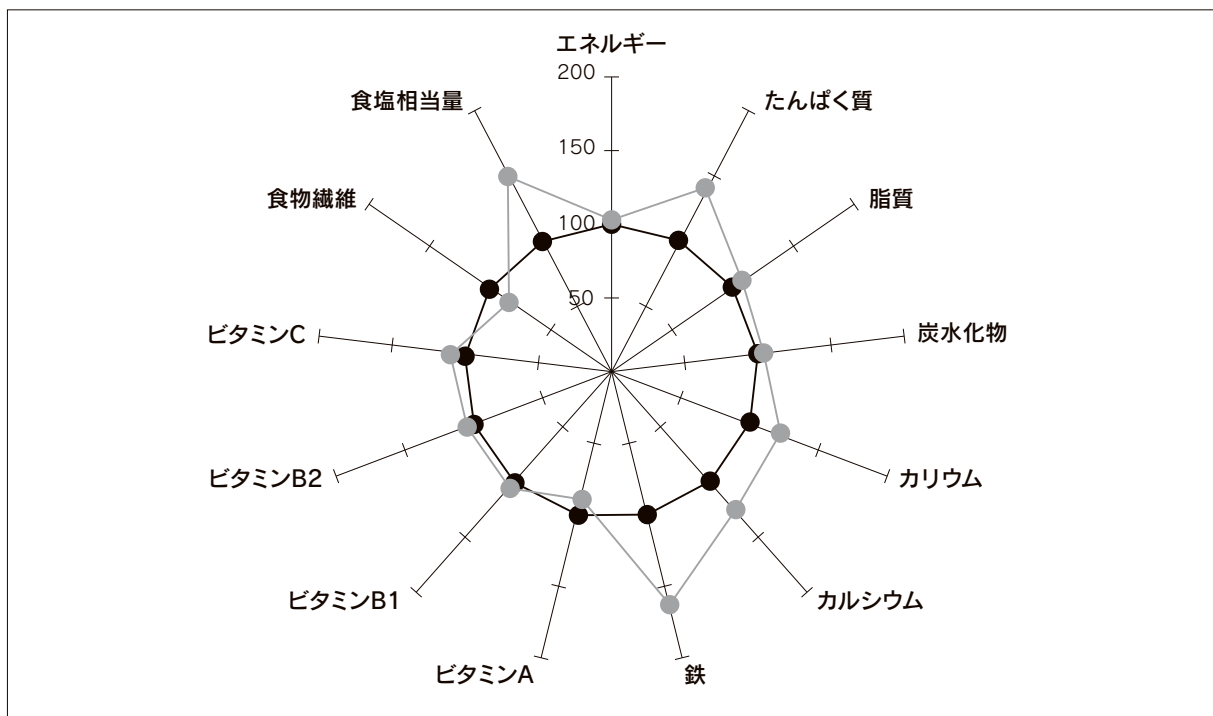 エネルギー
200
150
100
50
たんぱく質
脂質
炭水化物
カリウム
カルシウム
鉄
ビタミンA
ビタミンB1
ビタミンB2
ビタミンC
食物繊維
食塩相当量